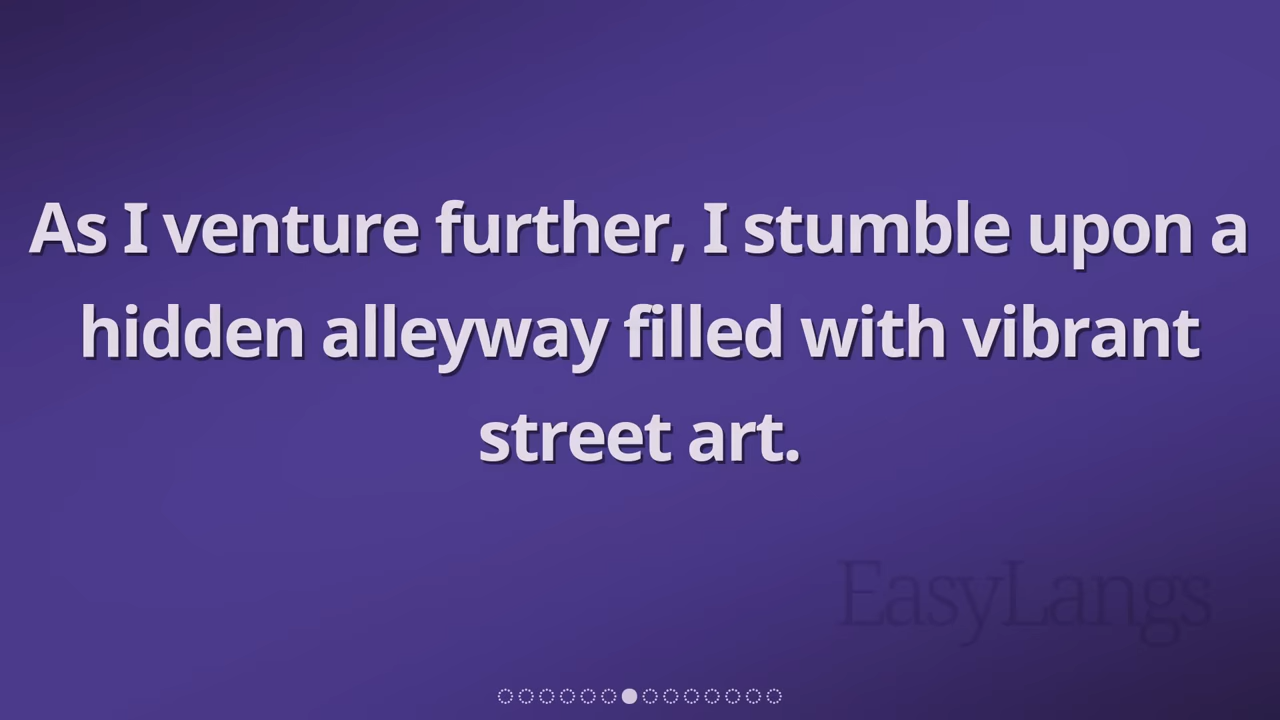 As I venture further, I stumble upon a
hidden alleyway filled with vibrant
street art.
EasyLangs